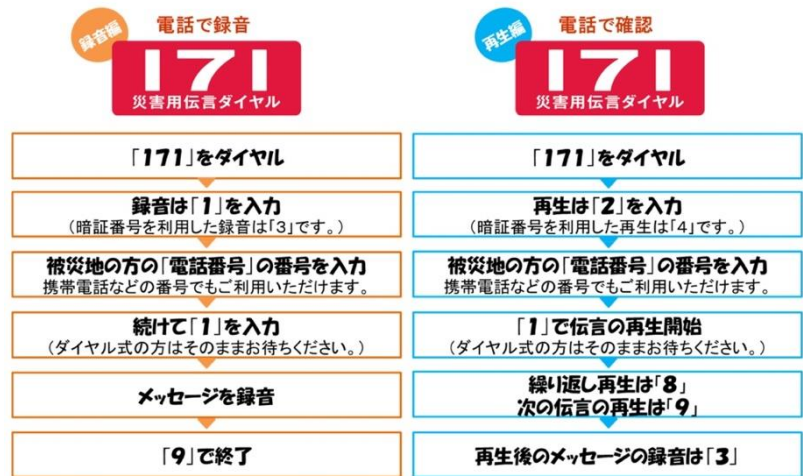 録音編
電話で録音
171
災害用伝言ダイヤル
「171」をダイヤル
録音は「1」を入力
(暗証番号を利用した録音は「3」です。)
被災地の方の「電話番号」の番号を入力
携帯電話などの番号でもご利用いただけます。
続けて「1」を入力
(ダイヤル式の方はそのままお待ちください。)
メッセージを録音
「9」で終了
再生編
電話で確認
171
災害用伝言ダイヤル
「171」をダイヤル
再生は「2」を入力
(暗証番号を利用した再生は「4」です。)
被災地の方の「電話番号」の番号を入力
携帯電話などの番号でもご利用いただけます。
「1」で伝言の再生開始
(ダイヤル式の方はそのままお待ちください。)
繰り返し再生は「8」
次の伝言の再生は「9」
再生後のメッセージの録音は「3」